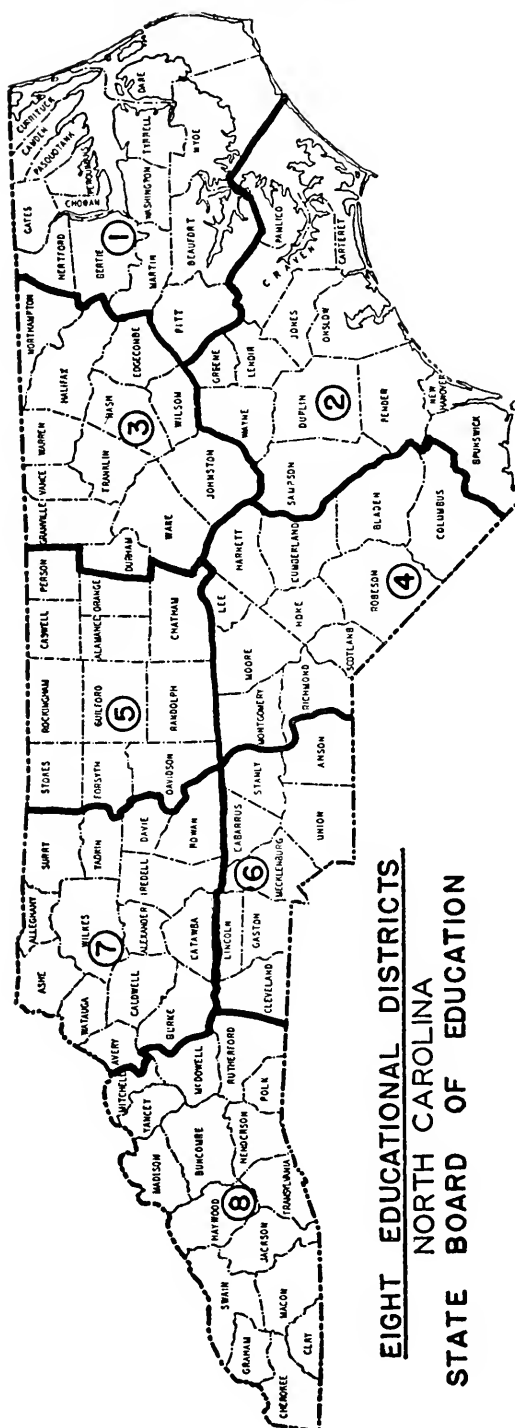 CHEROKEE
GRAHAM
CLAY
SWAIN
MACON
JACKSON
HAYWOOD
8
TRANSYLVANIA
MADISON
BUNCOMBE
HENDERSON
YANCEY
MITCHELL
MCDOWELL
RUTHERFORD
POLK
AVERY
BURKE
WATAUGA
CALDWELL
ASHE
ALLEGHANY
WILKES
7
ALEXANDER
CATAWBA
IREDELL
SURRY
YADKIN
DAVIE
ROWAN
CLEVELAND
LINCOLN
GASTON
6
CABARRUS
MECKLENBURG
STANLY
UNION
ANSON
STOKES
FORSYTH
DAVIDSON
ROCKINGHAM
GUILFORD
5
RANDOLPH
CASWELL
ALAMANCE
ORANGE
CHATHAM
PERSON
MONTGOMERY
MOORE
RICHMOND
LEE
HOKE
SCOTLAND
HARNETT
CUMBERLAND
ROBESON
4
BLADEN
COLUMBUS
GRANVILLE
VANCE
WARREN
DURHAM
WAKE
FRANKLIN
JOHNSTON
3
NASH
WILSON
HALIFAX
NORTHAMPTON
EDGECOMBE
SAMPSON
WAYNE
GREENE
LENOIR
DUPLIN
2
JONES
ONSLOW
PENDER
NEW
HANOVER
BRUNSWICK
CRAVEN
PAMLICO
CARTERET
GATES
HERTFORD
BERTIE
1
MARTIN
PITT
BEAUFORT
CHOWAN
PERQUIMANS
PASQUOTANK
CAMDEN
CURRITUCK
WASHINGTON
TYRRELL
DARE
HYDE
EIGHT EDUCATIONAL DISTRICTS
NORTH CAROLINA
STATE BOARD OF EDUCATION